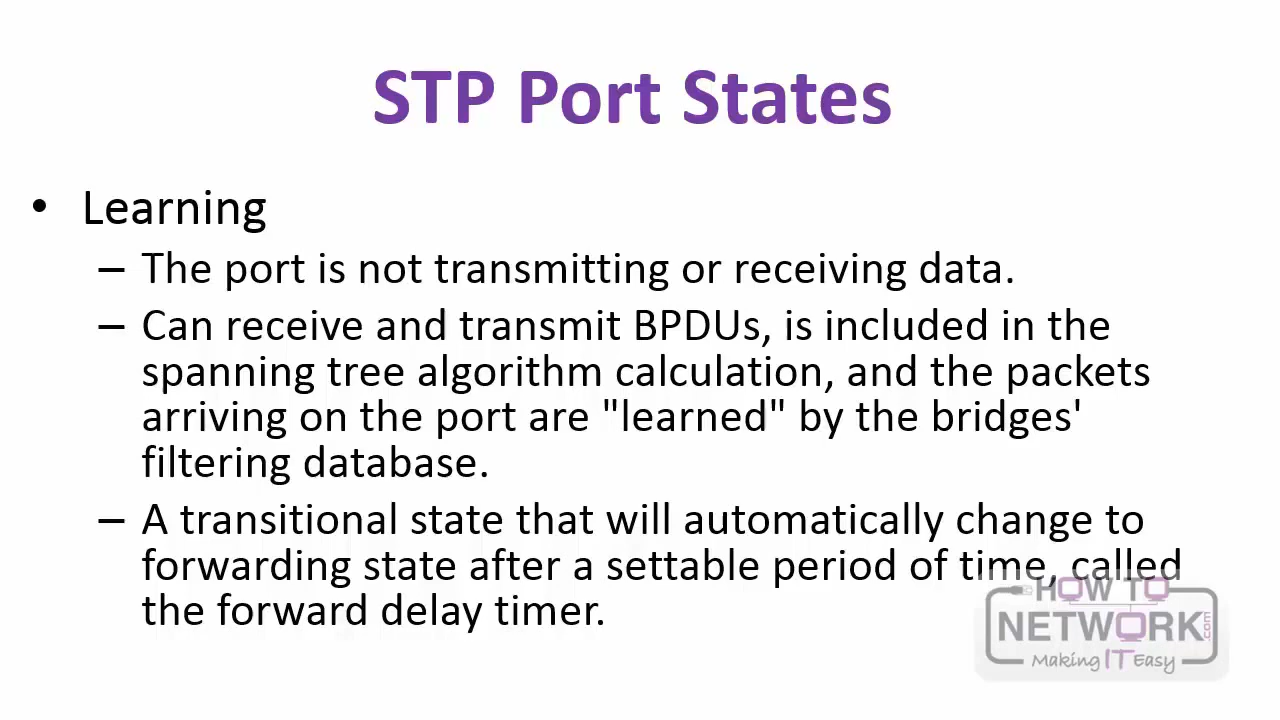 STP Port States
• Learning
– The port is not transmitting or receiving data.
– Can receive and transmit BPDUs, is included in the
spanning tree algorithm calculation, and the packets
arriving on the port are "learned" by the bridges'
filtering database.
– A transitional state that will automatically change to
forwarding state after a settable period of time, called
the forward delay timer.
HOW TO
NETWORK.com
Making IT Easy